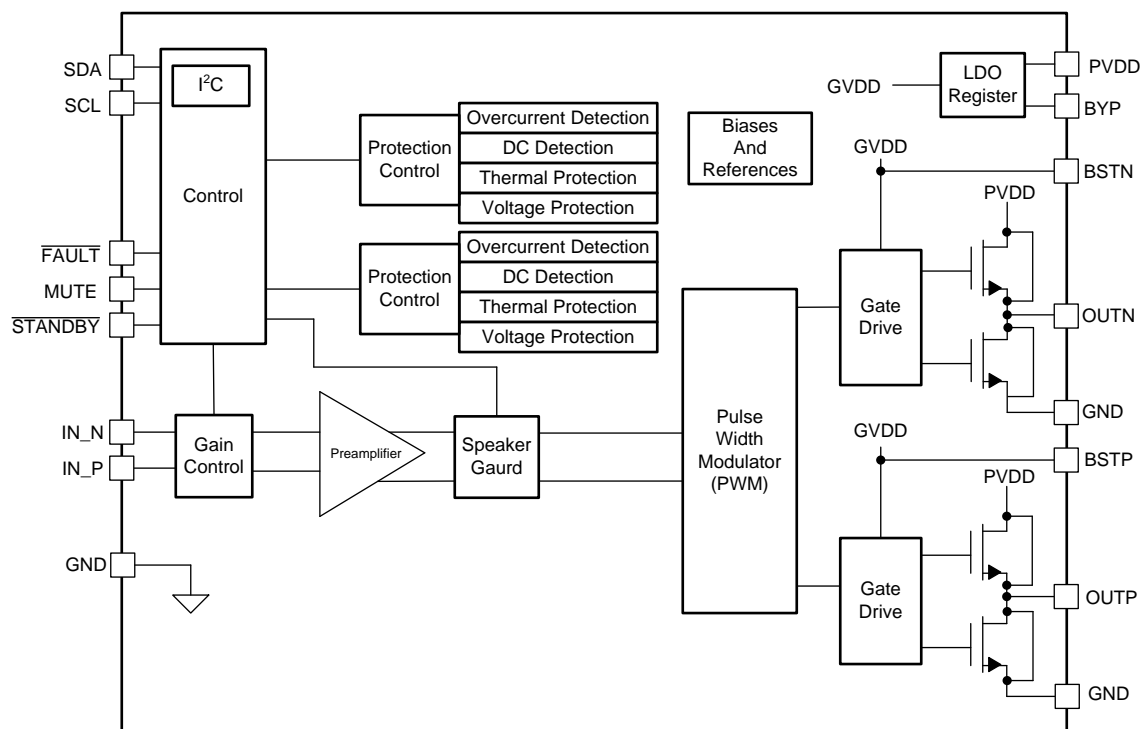 SDA
SCL
I²C
Control
FAULT
MUTE
STANDBY
Protection
Control
Overcurrent Detection
DC Detection
Thermal Protection
Voltage Protection
Protection
Control
Overcurrent Detection
DC Detection
Thermal Protection
Voltage Protection
Biases
And
References
GVDD
LDO
Register
PVDD
BYP
GVDD
BSTN
PVDD
Gate
Drive
OUTN
GND
IN_N
IN_P
Gain
Control
Preamplifier
Speaker
Gaurd
Pulse
Width
Modulator
(PWM)
GVDD
BSTP
PVDD
Gate
Drive
OUTP
GND
GND